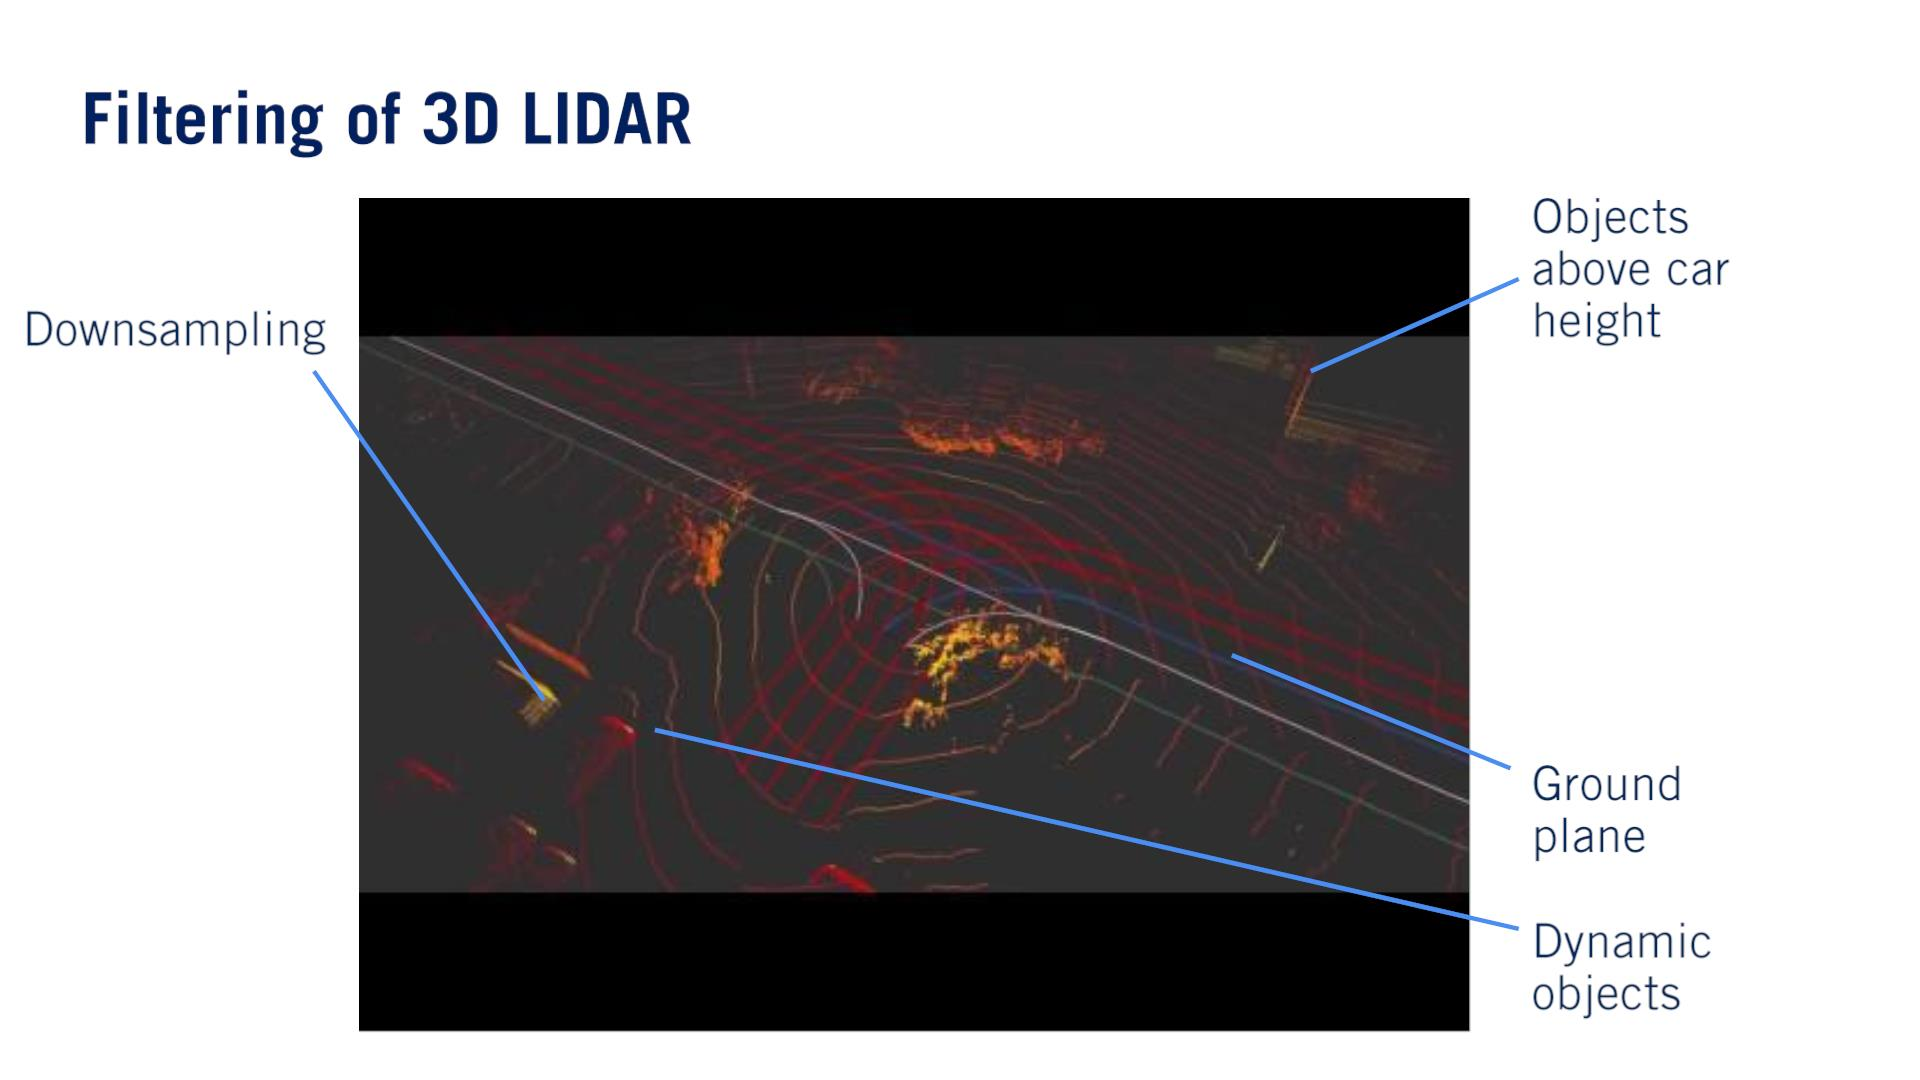 Filtering of 3D LIDAR
Downsampling
Objects
above car
height
Ground
plane
Dynamic
objects